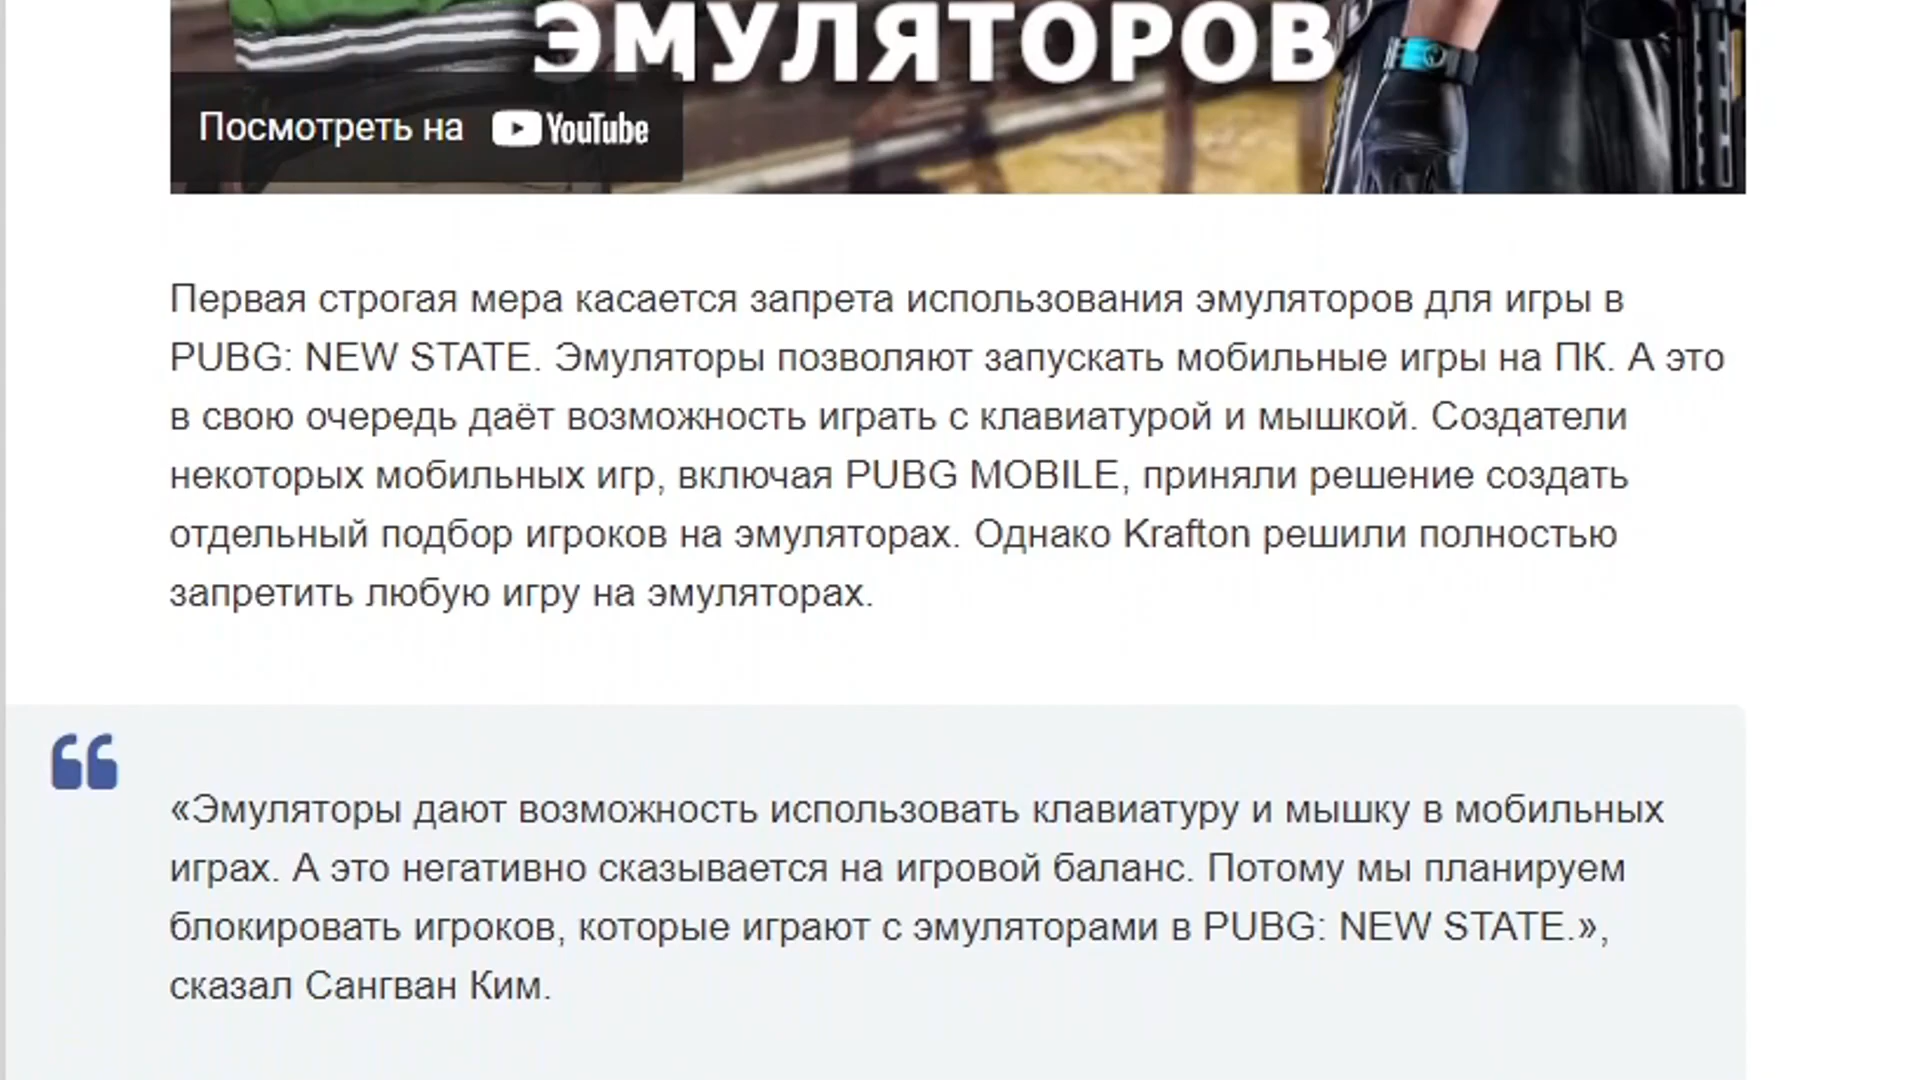 ЭМУЛЯТОРОВ
Посмотреть на YouTube
Первая строгая мера касается запрета использования эмуляторов для игры в
PUBG: NEW STATE. Эмуляторы позволяют запускать мобильные игры на ПК. А это
в свою очередь даёт возможность играть с клавиатурой и мышкой. Создатели
некоторых мобильных игр, включая PUBG MOBILE, приняли решение создать
отдельный подбор игроков на эмуляторах. Однако Krafton решили полностью
запретить любую игру на эмуляторах.
«Эмуляторы дают возможность использовать клавиатуру и мышку в мобильных
играх. А это негативно сказывается на игровой баланс. Потому мы планируем
блокировать игроков, которые играют с эмуляторами в PUBG: NEW STATE.»,
сказал Сангван Ким.